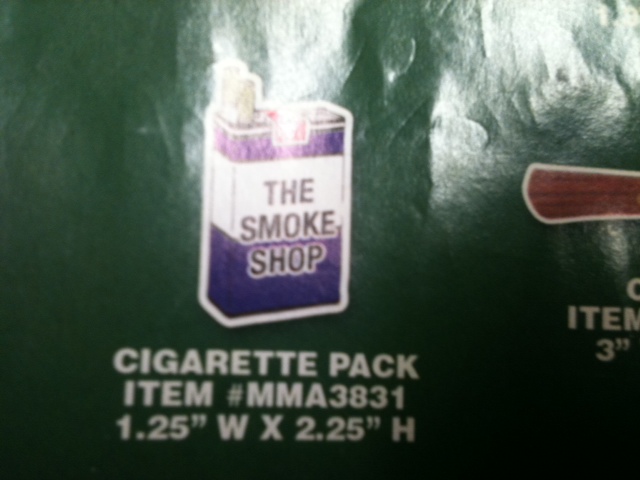 THE
SMOKE
SHOP
CIGARETTE PACK
ITEM #MMA3831
1.25" W X 2.25" H
ITEM
3"